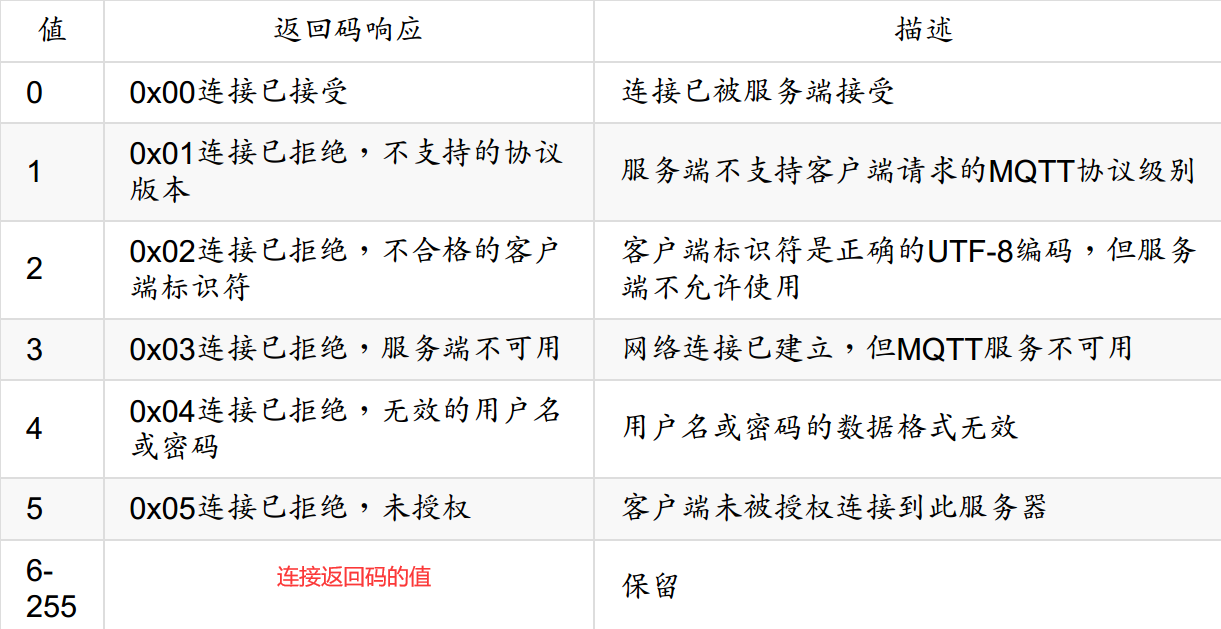 值 返回码响应 描述
0 0x00连接已接受 连接已被服务端接受
1 0x01连接已拒绝，不支持的协议
版本 服务端不支持客户端请求的MQTT协议级别
2 0x02连接已拒绝，不合格的客户
端标识符 客户端标识符是正确的UTF-8编码，但服务
端不允许使用
3 0x03连接已拒绝，服务端不可用 网络连接已建立，但MQTT服务不可用
4 0x04连接已拒绝，无效的用户名
或密码 用户名或密码的数据格式无效
5 0x05连接已拒绝，未授权 客户端未被授权连接到此服务器
6-
255 连接返回码的值 保留